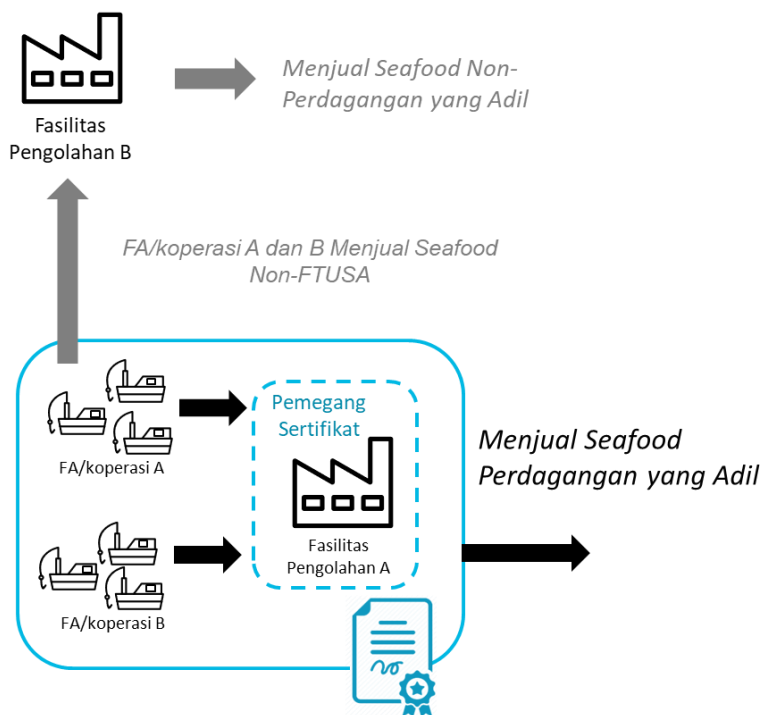 Menjual Seafood Non-
Perdagangan yang Adil
Fasilitas
Pengolahan B
FA/koperasi A dan B Menjual Seafood
Non-FTUSA
Pemegang
Sertifikat
FA/koperasi A
Menjual Seafood
Perdagangan yang Adil
Fasilitas
Pengolahan A
FA/koperasi B